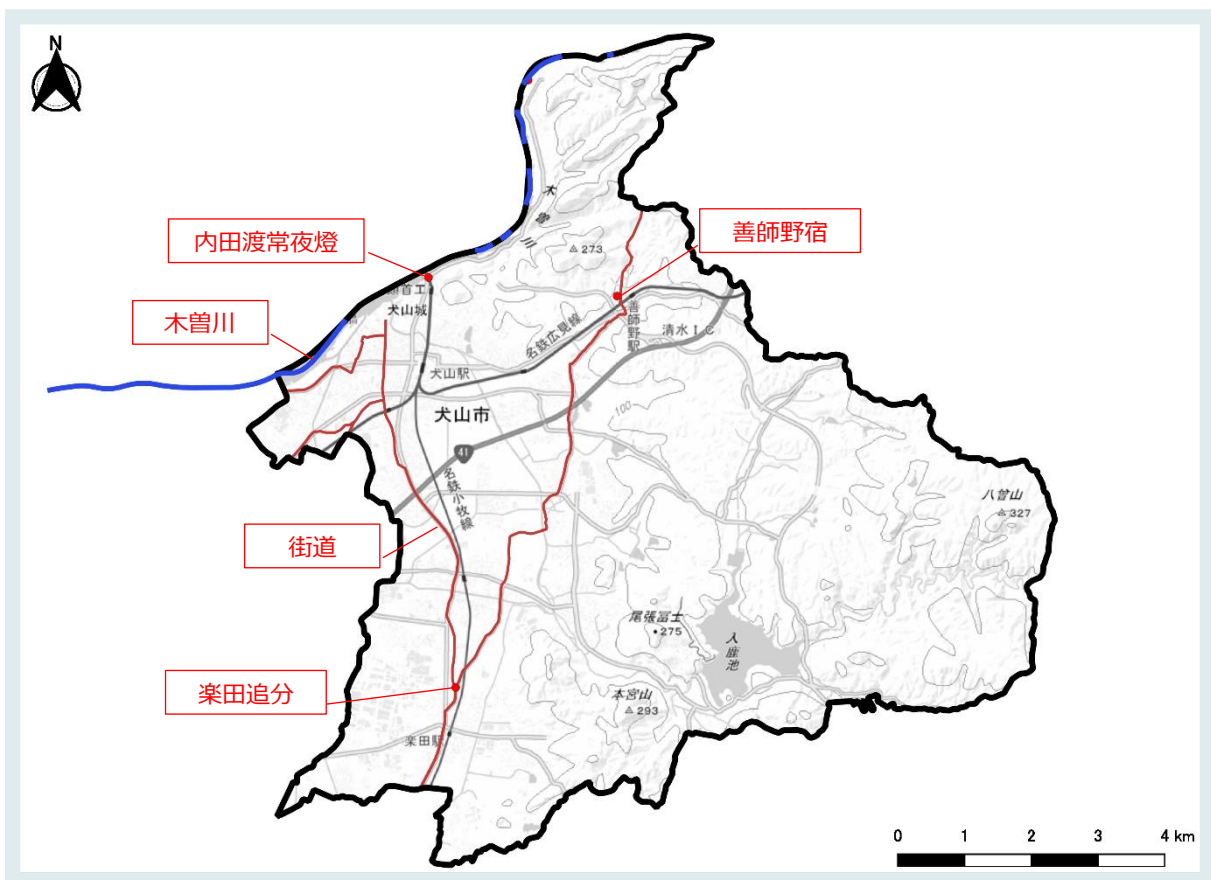 N
木曽川
内田渡常夜燈
善師野宿
273
犬山城
木曽川
善師野駅
清水IC
名鉄広見線
犬山駅
100
犬山市
41
名鉄小牧線
八曽山
327
街道
尾張冨士
275
入鹿池
楽田追分
本宮山
293
楽田駅
0 1 2 3 4 km